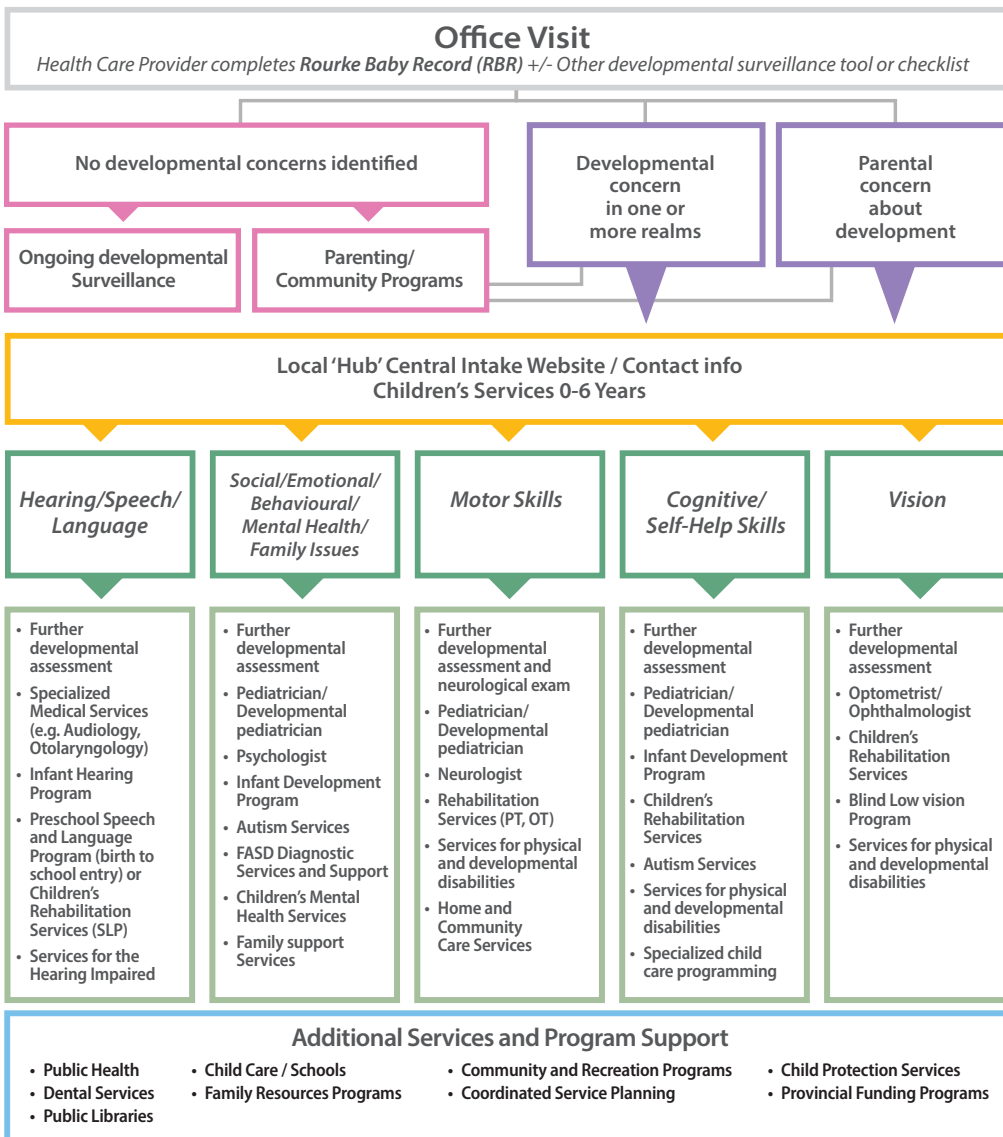 Office Visit
Health Care Provider completes Rourke Baby Record (RBR) +/- Other developmental surveillance tool or checklist
No developmental concerns identified
Developmental
concern
in one or
more realms
Parental
concern
about
development
Ongoing developmental
Surveillance
Parenting/
Community Programs
Local ‘Hub’ Central Intake Website / Contact info
Children’s Services 0-6 Years
Hearing/Speech/
Language
Social/Emotional/
Behavioural/
Mental Health/
Family Issues
Motor Skills
Cognitive/
Self-Help Skills
Vision
• Further
developmental
assessment
• Specialized
Medical Services
(e.g. Audiology,
Otolaryngology)
• Infant Hearing
Program
• Preschool Speech
and Language
Program (birth to
school entry) or
Children’s
Rehabilitation
Services (SLP)
• Services for the
Hearing Impaired
• Further
developmental
assessment
• Pediatrician/
Developmental
pediatrician
• Psychologist
• Infant Development
Program
• Autism Services
• FASD Diagnostic
Services and Support
• Children’s Mental
Health Services
• Family support
Services
• Further
developmental
assessment and
neurological exam
• Pediatrician/
Developmental
pediatrician
• Neurologist
• Rehabilitation
Services (PT, OT)
• Services for physical
and developmental
disabilities
• Home and
Community
Care Services
• Further
developmental
assessment
• Pediatrician/
Developmental
pediatrician
• Infant Development
Program
• Children’s
Rehabilitation
Services
• Autism Services
• Services for physical
and developmental
disabilities
• Specialized child
care programming
• Further
developmental
assessment
• Optometrist/
Ophthalmologist
• Children’s
Rehabilitation
Services
• Blind Low vision
Program
• Services for physical
and developmental
disabilities
Additional Services and Program Support
• Public Health
• Dental Services
• Public Libraries
• Child Care / Schools
• Family Resources Programs
• Community and Recreation Programs
• Coordinated Service Planning
• Child Protection Services
• Provincial Funding Programs